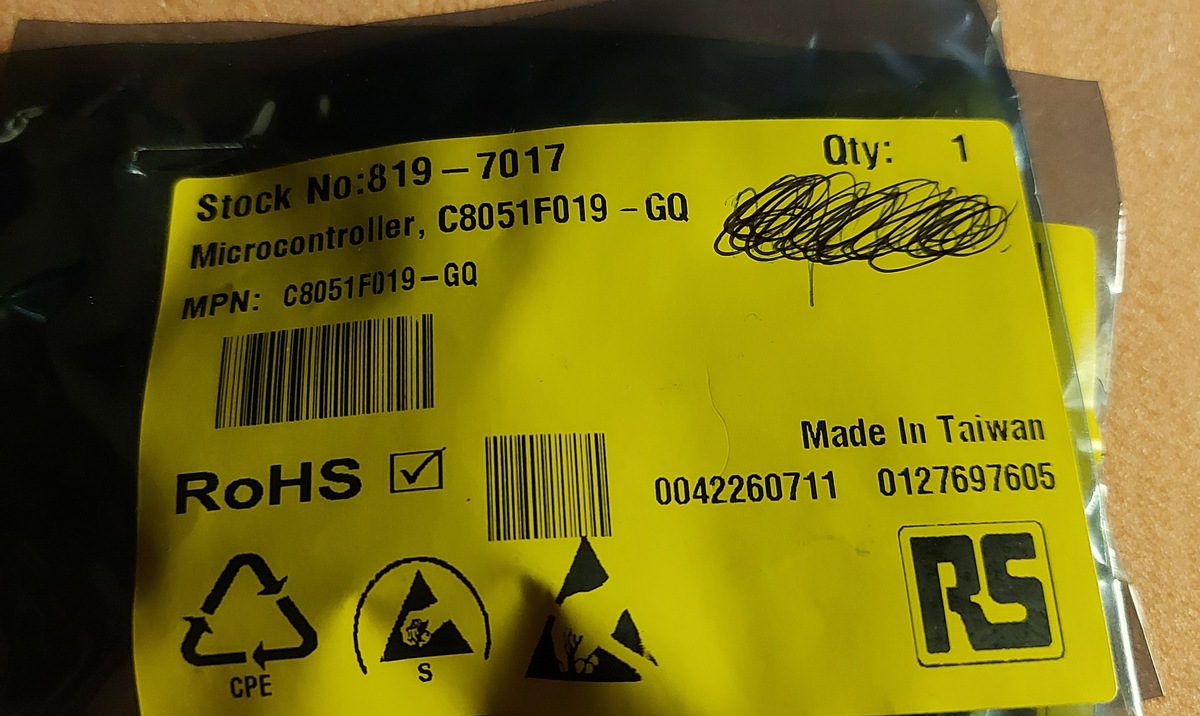 Stock No:819-7017
Qty: 1
Microcontroller, C8051F019-GQ
MPN: C8051F019-GQ
Made In Taiwan
RoHS
0042260711 0127697605
RS
CPE
S